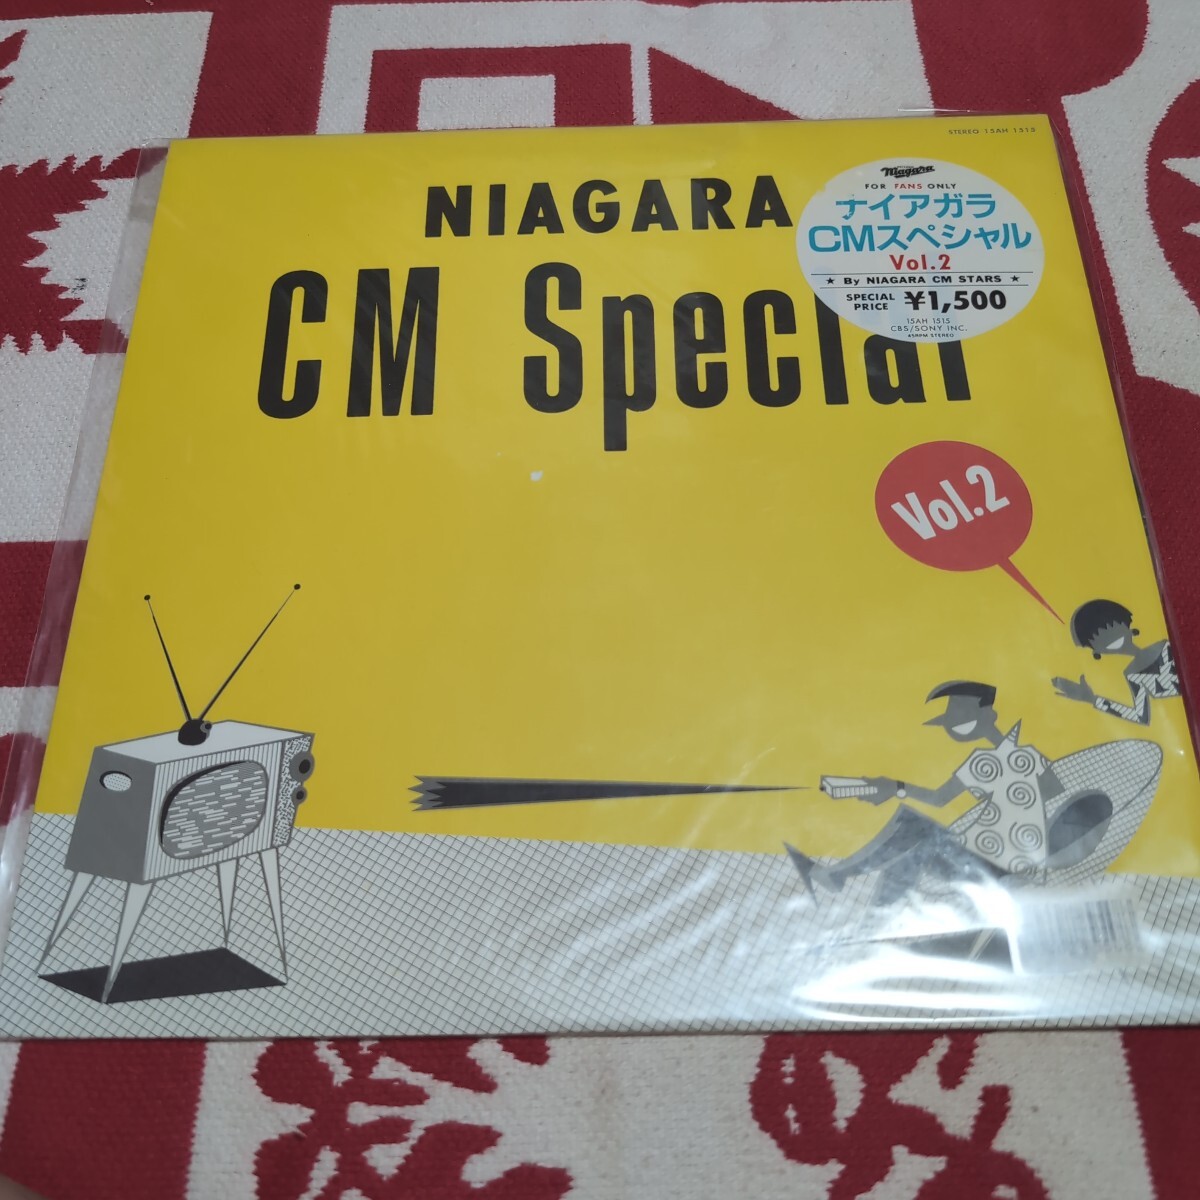 STEREO 15AH 1515
NIAGARA
CM Special
Niagara
FOR FANS ONLY
ナイアガラ
CMスペシャル
Vol.2
★ By NIAGARA CM STARS ★
SPECIAL PRICE ¥1,500
15AH 1515
CBS/SONY INC.
45RPM STEREO
Vol.2